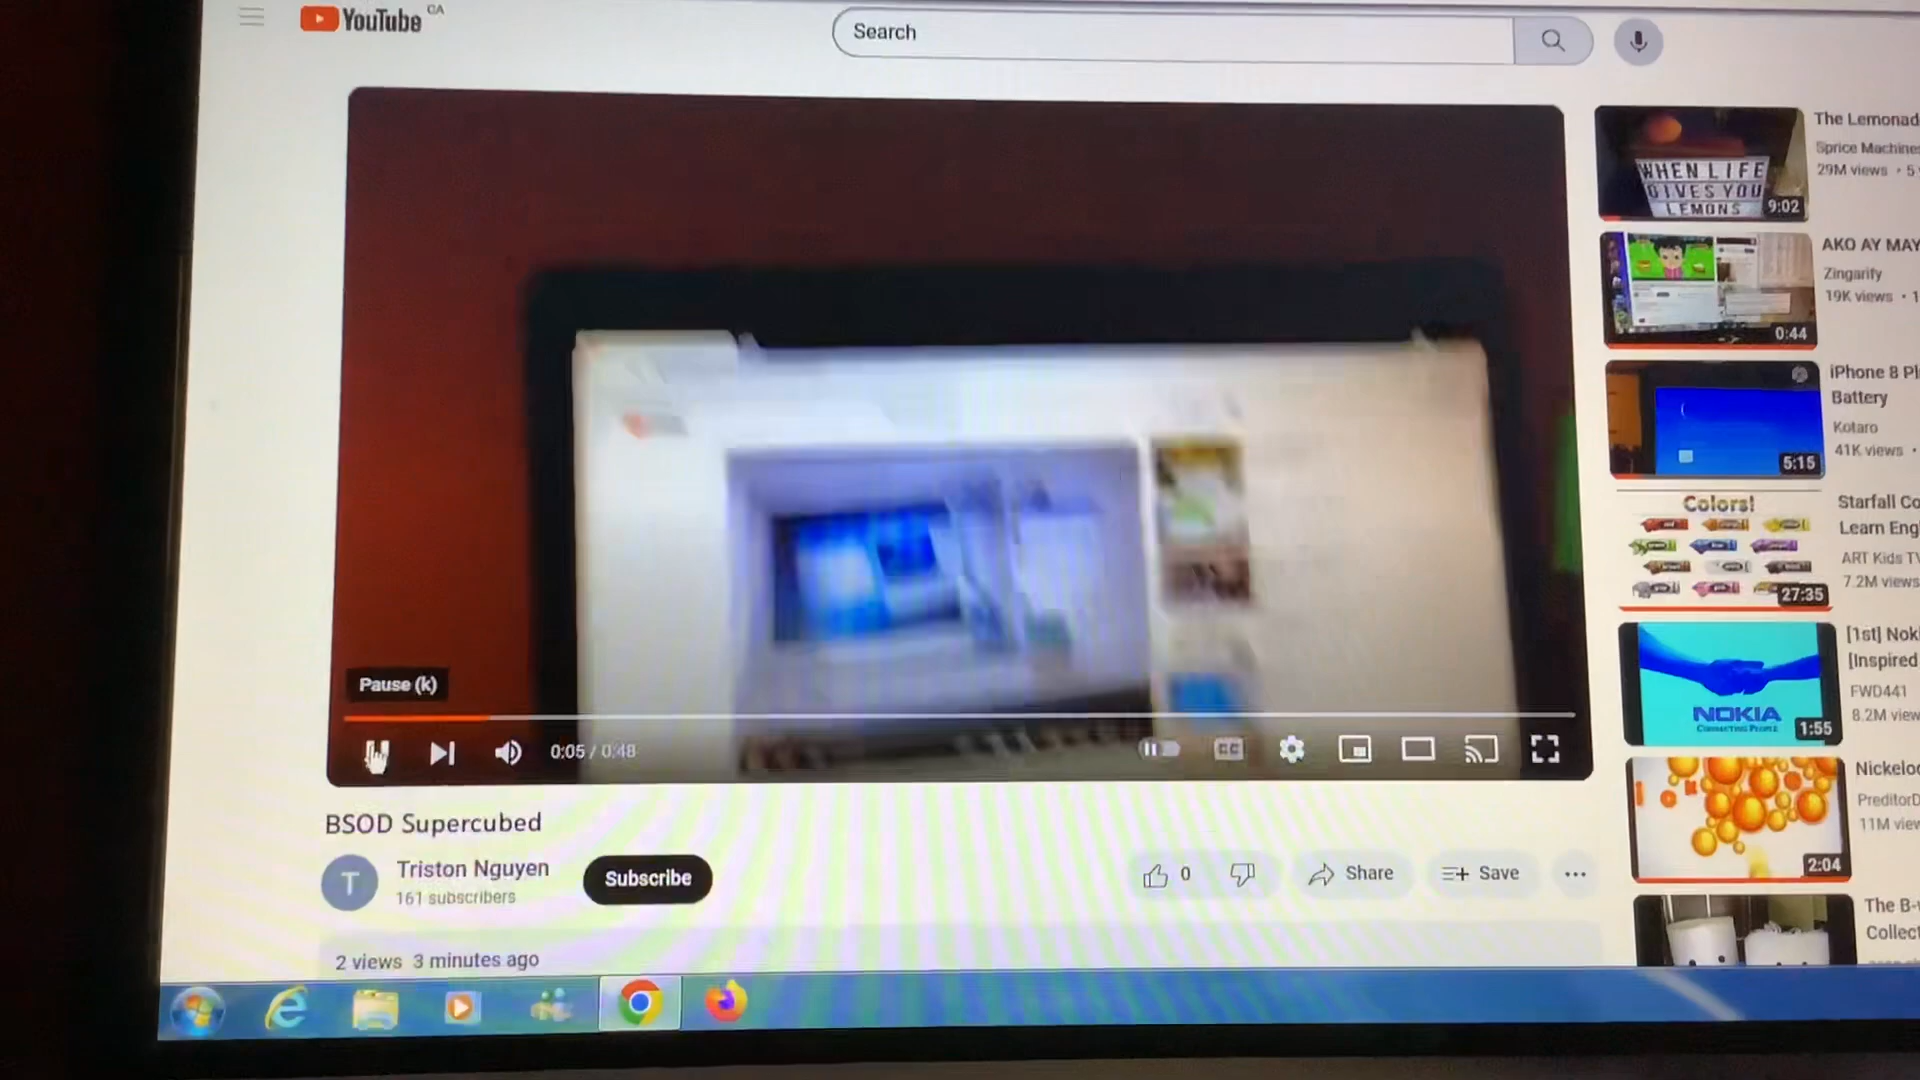 YouTube CA
Search
WHEN LIFE
GIVES YOU
LEMONS
9:02
The Lemonad
Sprice Machines
29M views • 5
AKO AY MAY
Zingarify
19K views • 1
0:44
iPhone 8 Pl
Battery
Kotaro
41K views •
5:15
Colors!
27:35
Starfall Co
Learn Eng
ART Kids TV
7.2M views
[1st] Nok
[Inspired
FWD441
8.2M view
NOKIA
CONNECTING PEOPLE
1:55
Nickeloc
PreditorD
11M view
2:04
The B-
Collect
Pause (k)
0:05 / 0:48
CC
BSOD Supercubed
T
Triston Nguyen
161 subscribers
Subscribe
0
Share
Save
2 views 3 minutes ago